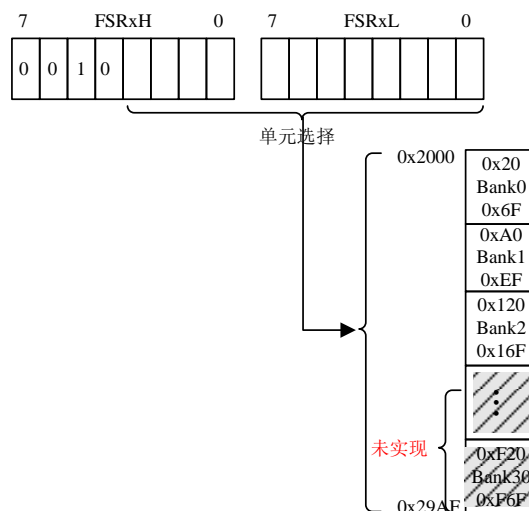 7 FSRxH 0 7 FSRxL 0
0 0 1 0
单元选择
0x2000
0x20
Bank0
0x6F
0xA0
Bank1
0xEF
0x120
Bank2
0x16F
未实现
0xF20
Bank30
0xF6F
0x29AF